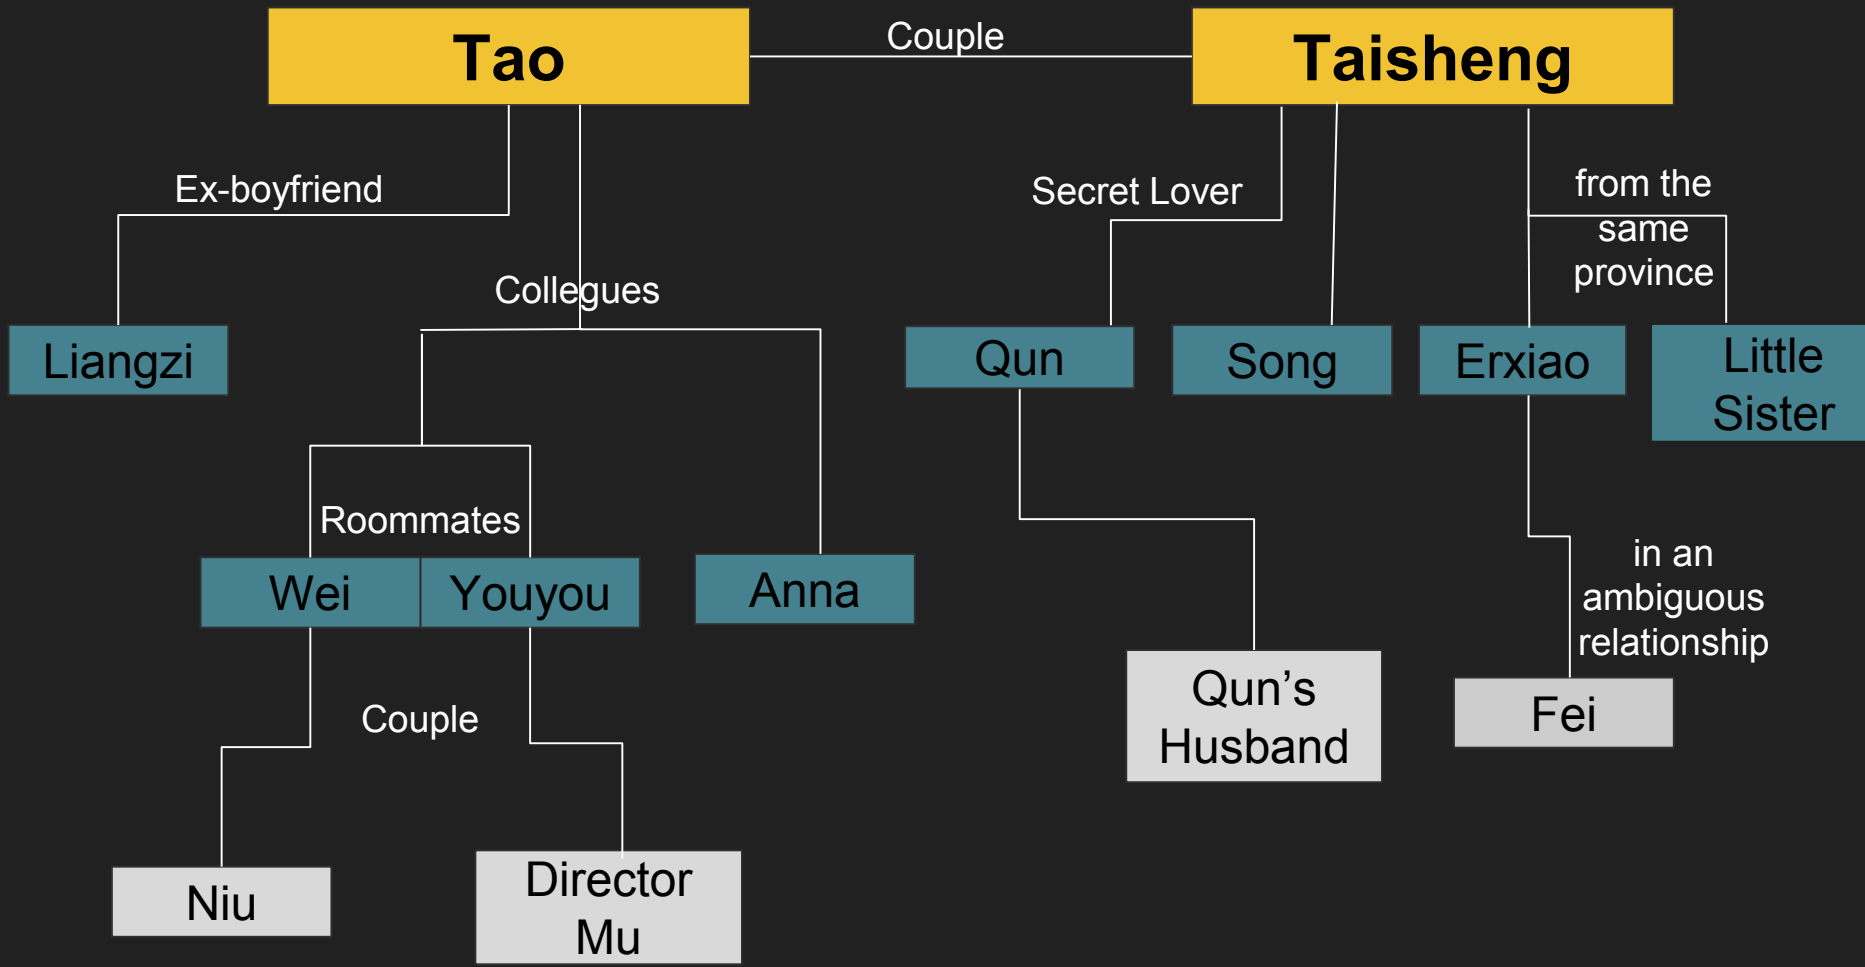 Tao
Couple
Taisheng
Ex-boyfriend
Secret Lover
from the
same
province
Collegues
Liangzi
Qun
Song
Erxiao
Little
Sister
Roommates
Wei
Youyou
Anna
in an
ambiguous
relationship
Couple
Qun’s
Husband
Fei
Niu
Director
Mu